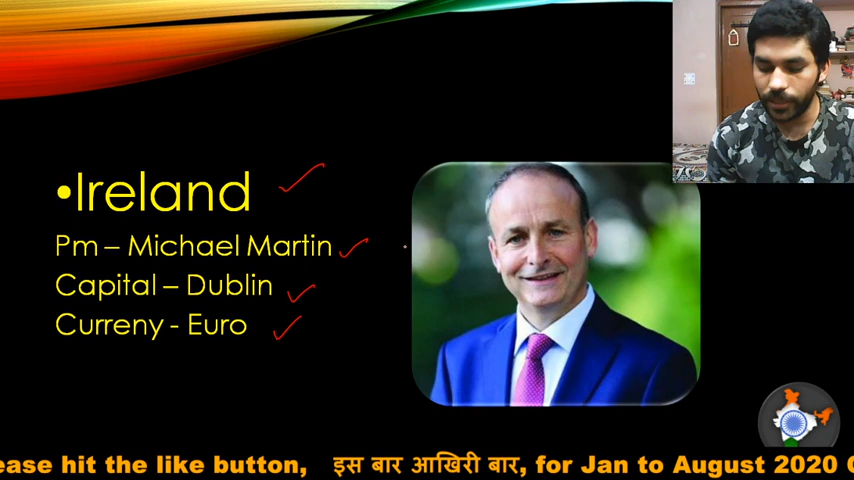 •Ireland
Pm – Michael Martin
Capital – Dublin
Curreny - Euro
ease hit the like button, इस बार आखिरी बार, for Jan to August 2020